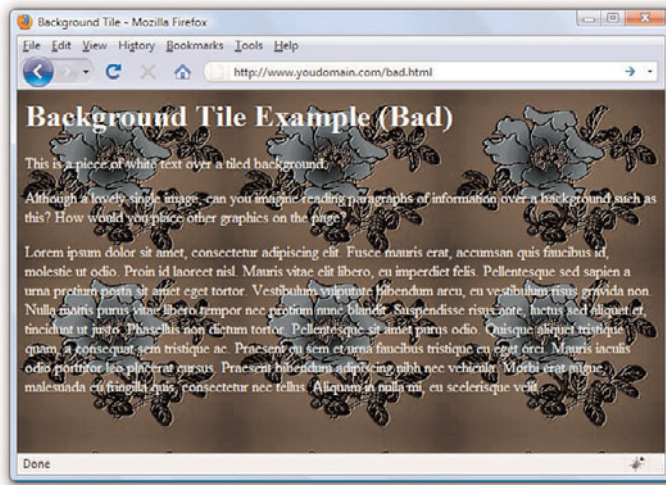 Background Tile - Mozilla Firefox
File Edit View History Bookmarks Tools Help
http://www.youdomain.com/bad.html
Background Tile Example (Bad)
This is a piece of white text over a tiled background.
Although a lovely single image, can you imagine reading paragraphs of information over a background such as
this? How would you place other graphics on the page?
Lorem ipsum dolor sit amet, consectetur adipiscing elit. Fusce mauris erat, accumsan quis faucibus id,
molestie ut odio. Proin id laoreet nisl. Mauris vitae elit libero, eu imperdiet felis. Pellentesque sed sapien a
urna pretium porta sit amet eget tortor. Vestibulum vulputate bibendum arcu, eu vestibulum risus gravida non.
Nulla mattis purus vitae libero tempor nec pretium nunc blandit. Suspendisse risus ante, luctus sed aliquet et,
tincidunt ut justo. Phasellus non dictum tortor. Pellentesque sit amet purus odio. Quisque aliquet tristique
quam, a consequat sem tristique ac. Praesent eu sem et urna faucibus tristique eu eget orci. Mauris iaculis
odio porttitor leo placerat cursus. Praesent bibendum adipiscing nibh nec vehicula. Morbi erat augue,
malesuada eu fringilla quis, consectetur nec tellus. Aliquam in nulla mi, eu scelerisque velit.
Done